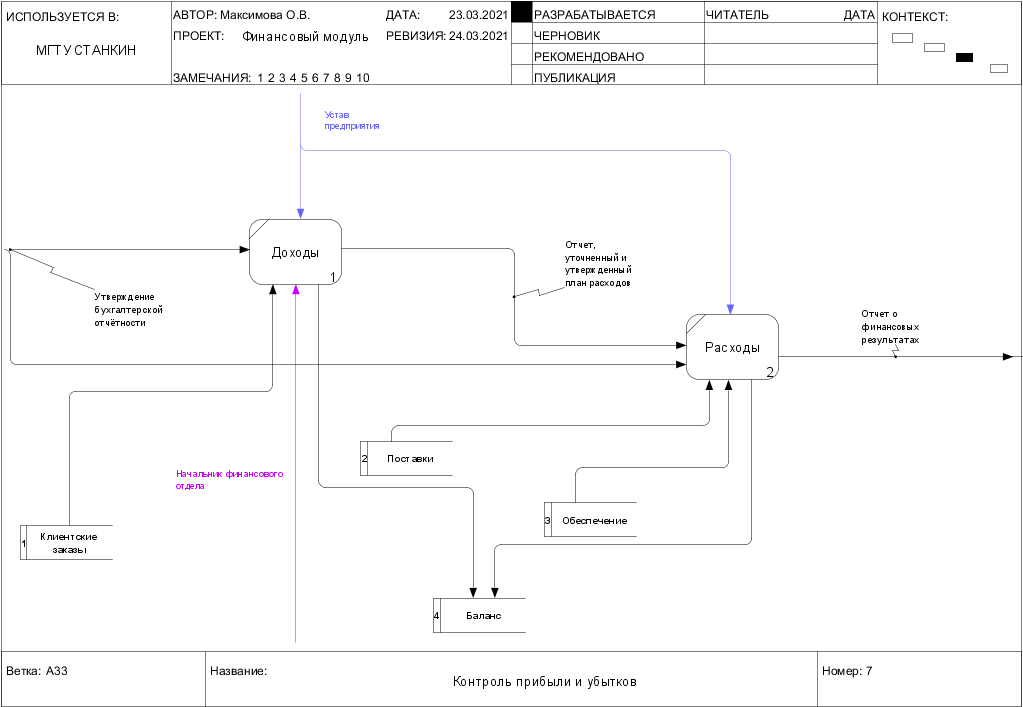 ИСПОЛЬЗУЕТСЯ В:
МГТУ СТАНКИН
АВТОР: Максимова О.В.
ДАТА: 23.03.2021
ПРОЕКТ: Финансовый модуль
РЕВИЗИЯ: 24.03.2021
ЗАМЕЧАНИЯ: 1 2 3 4 5 6 7 8 9 10
РАЗРАБАТЫВАЕТСЯ
ЧЕРНОВИК
РЕКОМЕНДОВАНО
ПУБЛИКАЦИЯ
ЧИТАТЕЛЬ
ДАТА
КОНТЕКСТ:
Устав
предприятия
Доходы
1
Утверждение
бухгалтерской
отчётности
Отчет,
уточненный и
утвержденный
план расходов
Расходы
2
Отчет о
финансовых
результатах
2
Поставки
Начальник финансового
отдела
3
Обеспечение
1
Клиентские
заказы
4
Баланс
Ветка: A33
Название:
Контроль прибыли и убытков
Номер: 7